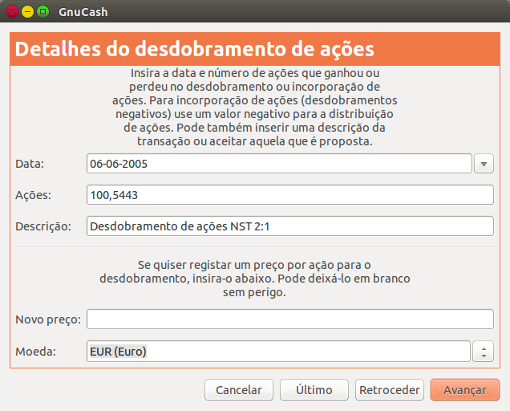 GnuCash
Detalhes do desdobramento de ações
Insira a data e número de ações que ganhou ou
perdeu no desdobramento ou incorporação de
ações. Para incorporação de ações (desdobramentos
negativos) use um valor negativo para a distribuição
de ações. Pode também inserir uma descrição da
transação ou aceitar aquela que é proposta.
Data: 06-06-2005
Ações: 100,5443
Descrição: Desdobramento de ações NST 2:1
Se quiser registar um preço por ação para o
desdobramento, insira-o abaixo. Pode deixá-lo em branco
sem perigo.
Novo preço:
Moeda: EUR (Euro)
Cancelar Último Retroceder Avançar